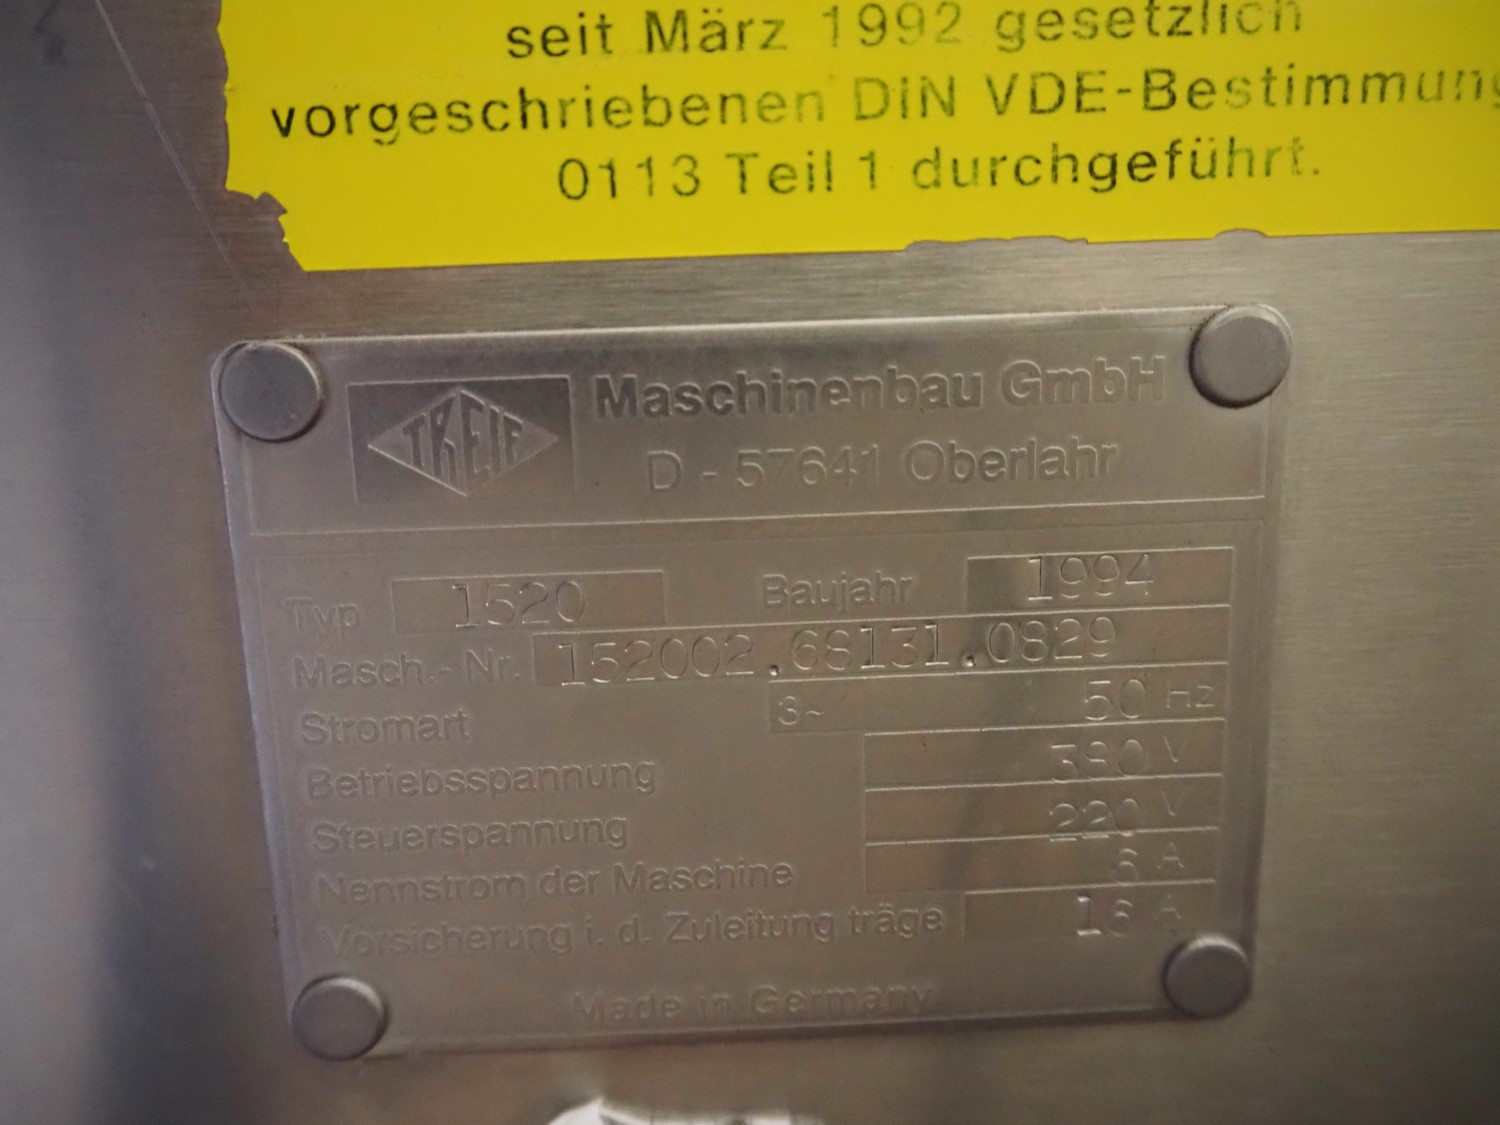 seit März 1992 gesetzlich
vorgeschriebenen DIN VDE-Bestimmung
0113 Teil 1 durchgeführt.
TREIF Maschinenbau GmbH
D - 57641 Oberlahr
Typ 1520 Baujahr 1994
Masch.- Nr. 152002.68131.0829
Stromart 3~ 50 Hz
Betriebsspannung 380 V
Steuerspannung 220 V
Nennstrom der Maschine 6 A
Vorsicherung i. d. Zuleitung träge 16 A
Made in Germany